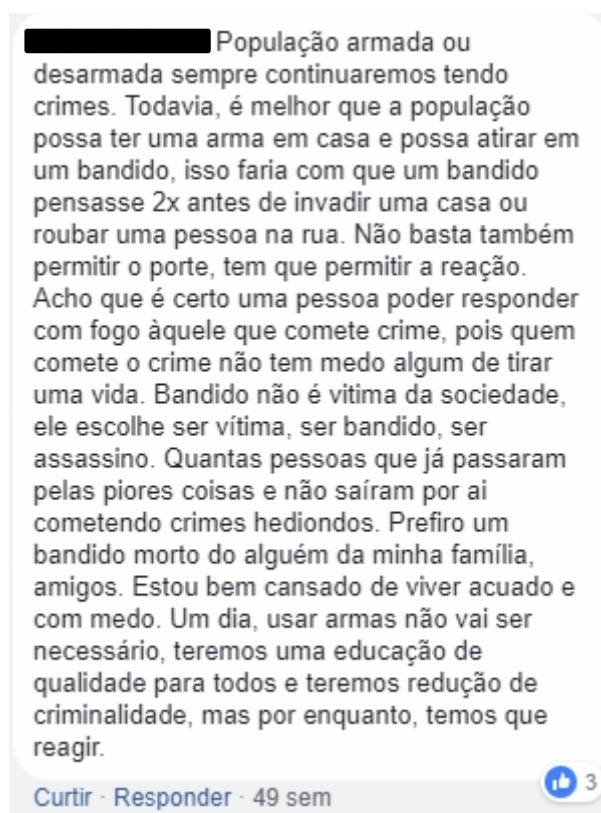 População armada ou
desarmada sempre continuaremos tendo
crimes. Todavia, é melhor que a população
possa ter uma arma em casa e possa atirar em
um bandido, isso faria com que um bandido
pensasse 2x antes de invadir uma casa ou
roubar uma pessoa na rua. Não basta também
permitir o porte, tem que permitir a reação.
Acho que é certo uma pessoa poder responder
com fogo àquele que comete crime, pois quem
comete o crime não tem medo algum de tirar
uma vida. Bandido não é vitima da sociedade,
ele escolhe ser vítima, ser bandido, ser
assassino. Quantas pessoas que já passaram
pelas piores coisas e não saíram por ai
cometendo crimes hediondos. Prefiro um
bandido morto do alguém da minha família,
amigos. Estou bem cansado de viver acuado e
com medo. Um dia, usar armas não vai ser
necessário, teremos uma educação de
qualidade para todos e teremos redução de
criminalidade, mas por enquanto, temos que
reagir.
3
Curtir · Responder · 49 sem